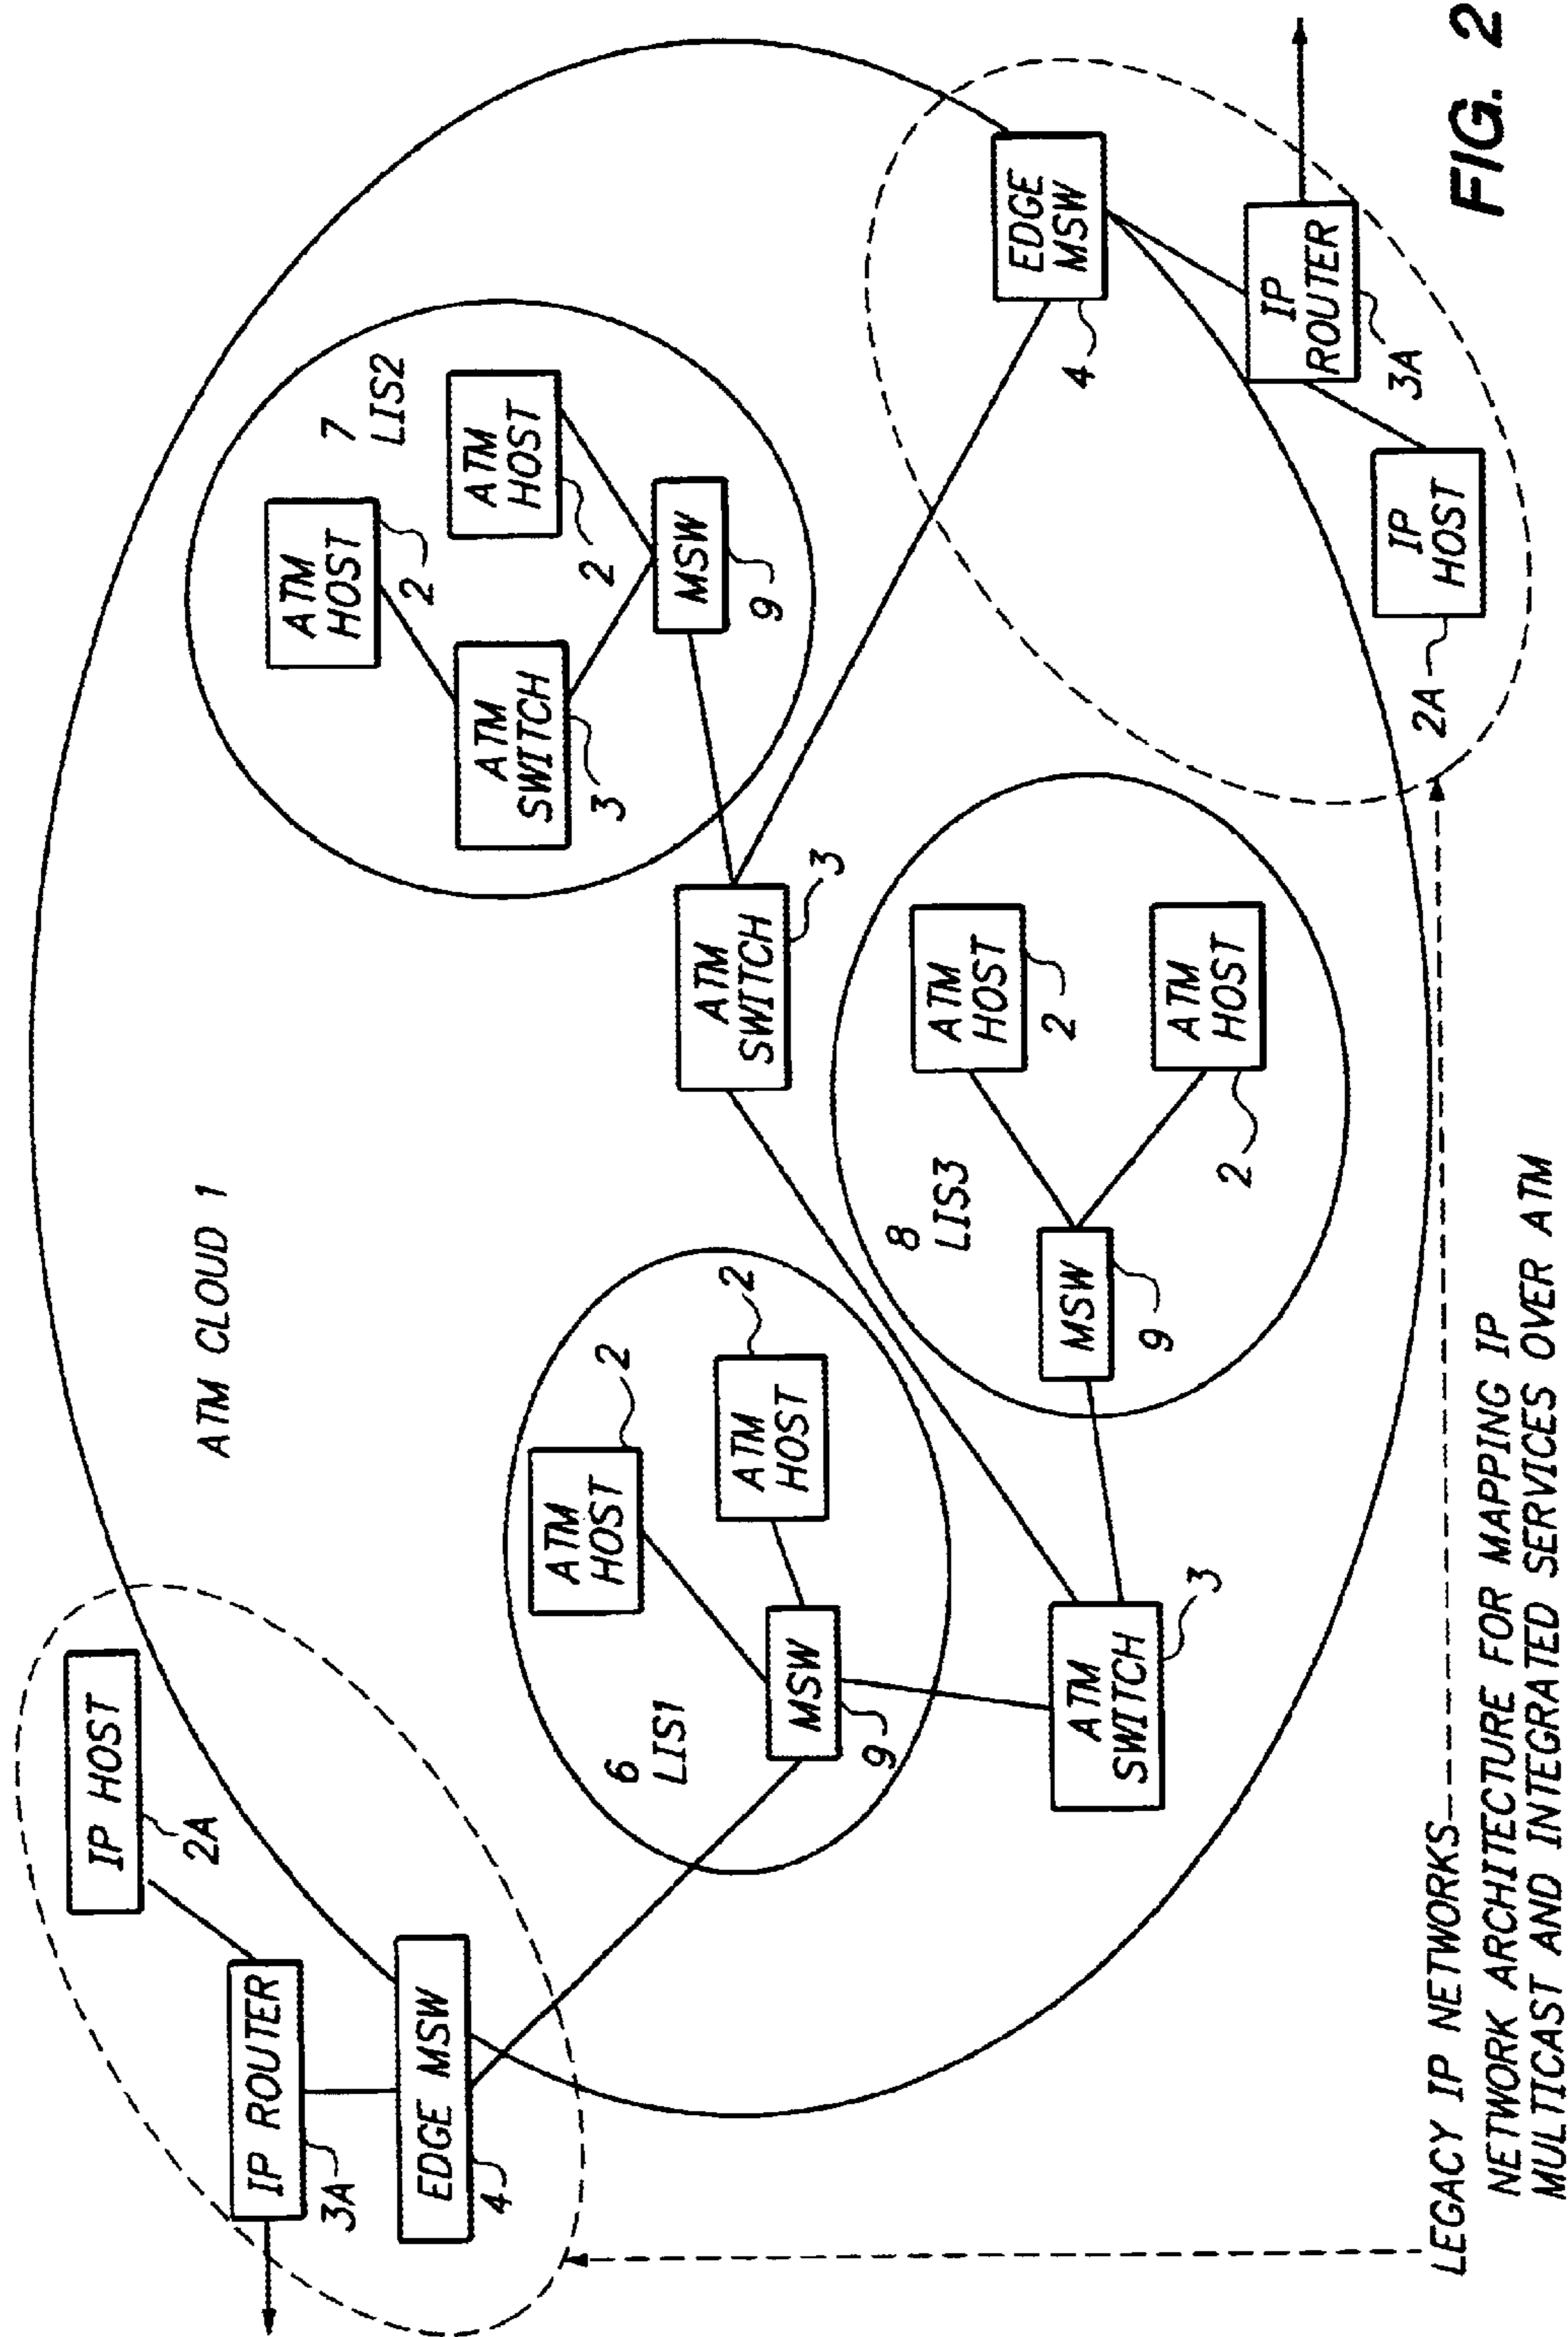 IP HOST
2A
IP ROUTER
3A
EDGE MSW
4
ATM CLOUD 1
6
LIS1
ATM
HOST
2
ATM
HOST
2
MSW
9
ATM
SWITCH
3
7
LIS2
ATM
HOST
2
ATM
HOST
2
ATM
SWITCH
3
MSW
9
ATM
SWITCH
3
8
LIS3
ATM
HOST
2
ATM
HOST
2
MSW
9
EDGE
MSW
4
IP
ROUTER
3A
IP
HOST
2A
LEGACY IP NETWORKS
NETWORK ARCHITECTURE FOR MAPPING IP
MULTICAST AND INTEGRATED SERVICES OVER ATM
FIG. 2